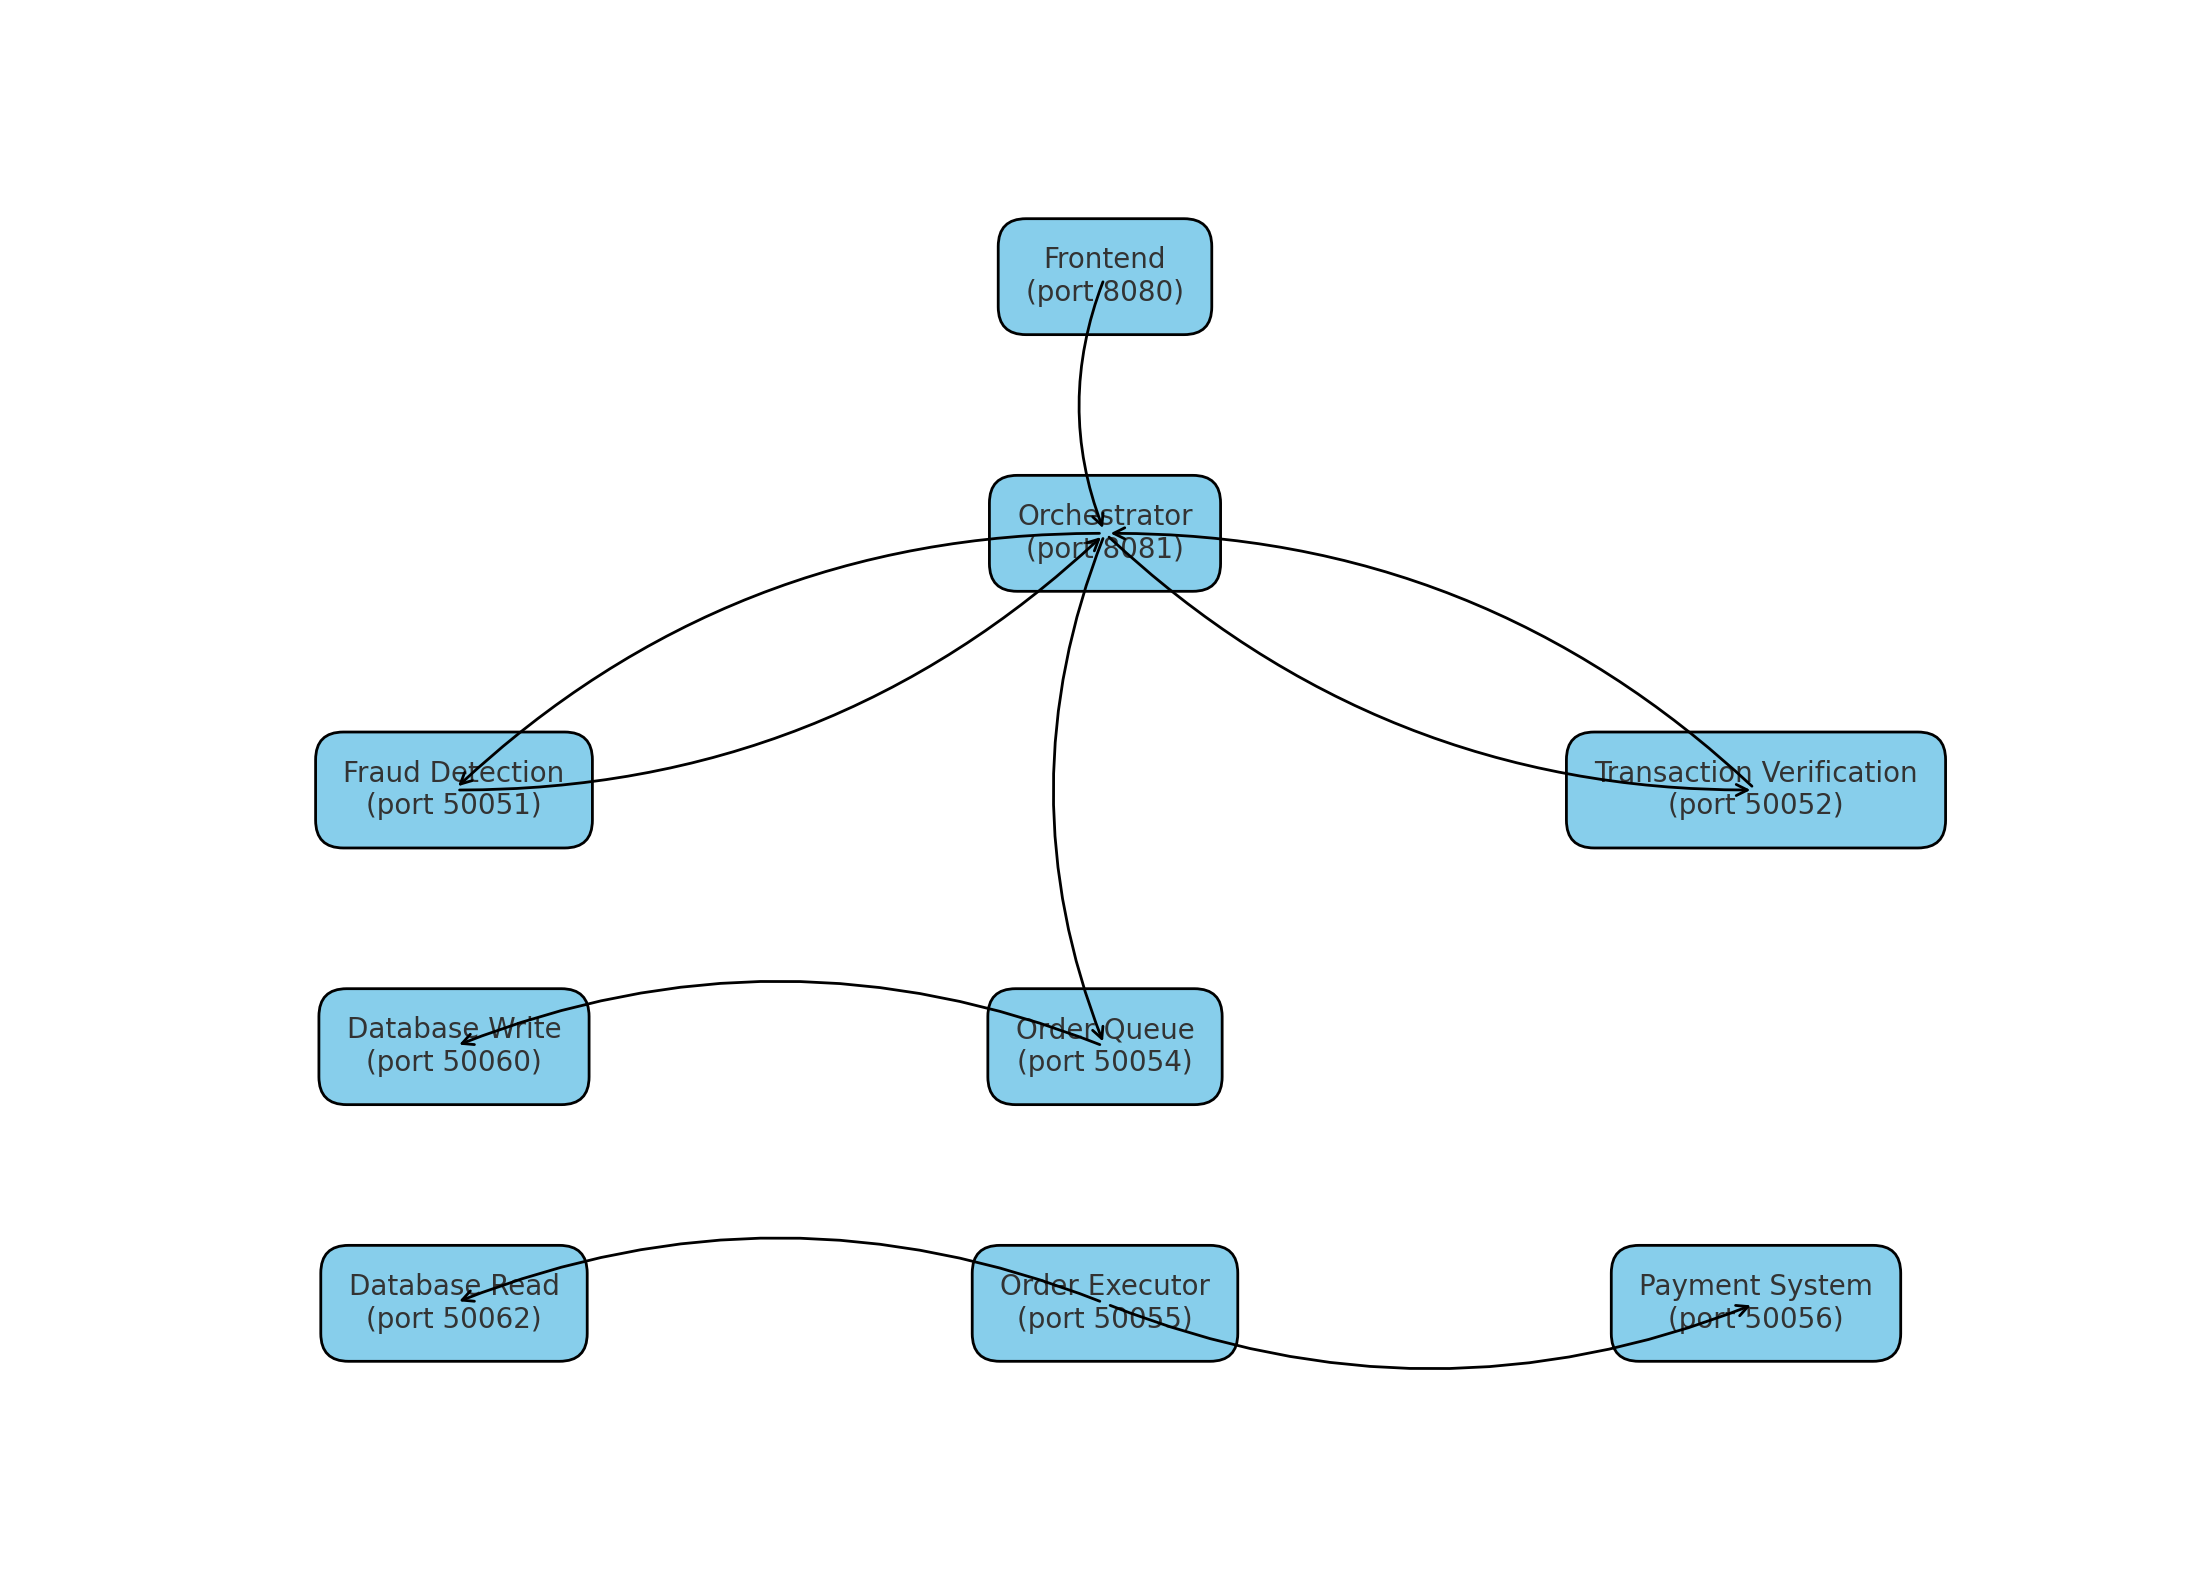 Frontend
(port 8080)
Orchestrator
(port 8081)
Fraud Detection
(port 50051)
Transaction Verification
(port 50052)
Database Write
(port 50060)
Order Queue
(port 50054)
Database Read
(port 50062)
Order Executor
(port 50055)
Payment System
(port 50056)